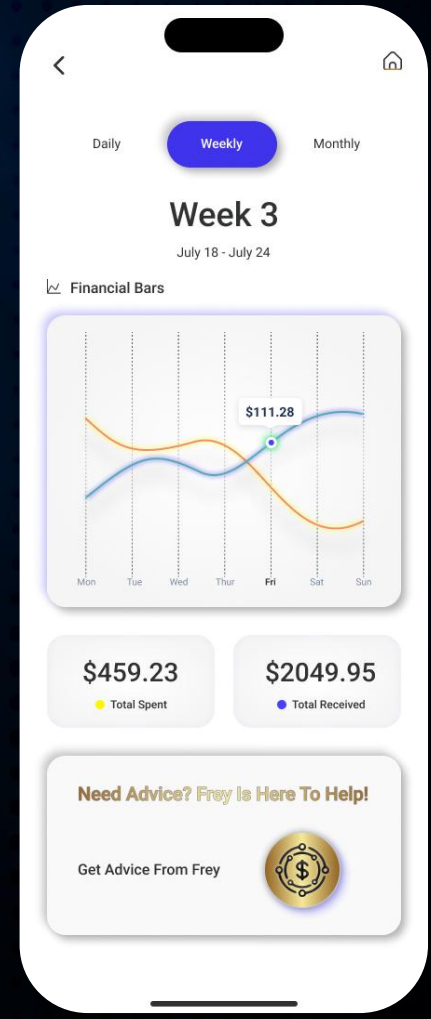 Daily Weekly Monthly
Week 3
July 18 - July 24
Financial Bars
$111.28
Mon Tue Wed Thur Fri Sat Sun
$459.23 $2049.95
Total Spent Total Received
Need Advice? Frey Is Here To Help!
Get Advice From Frey
$